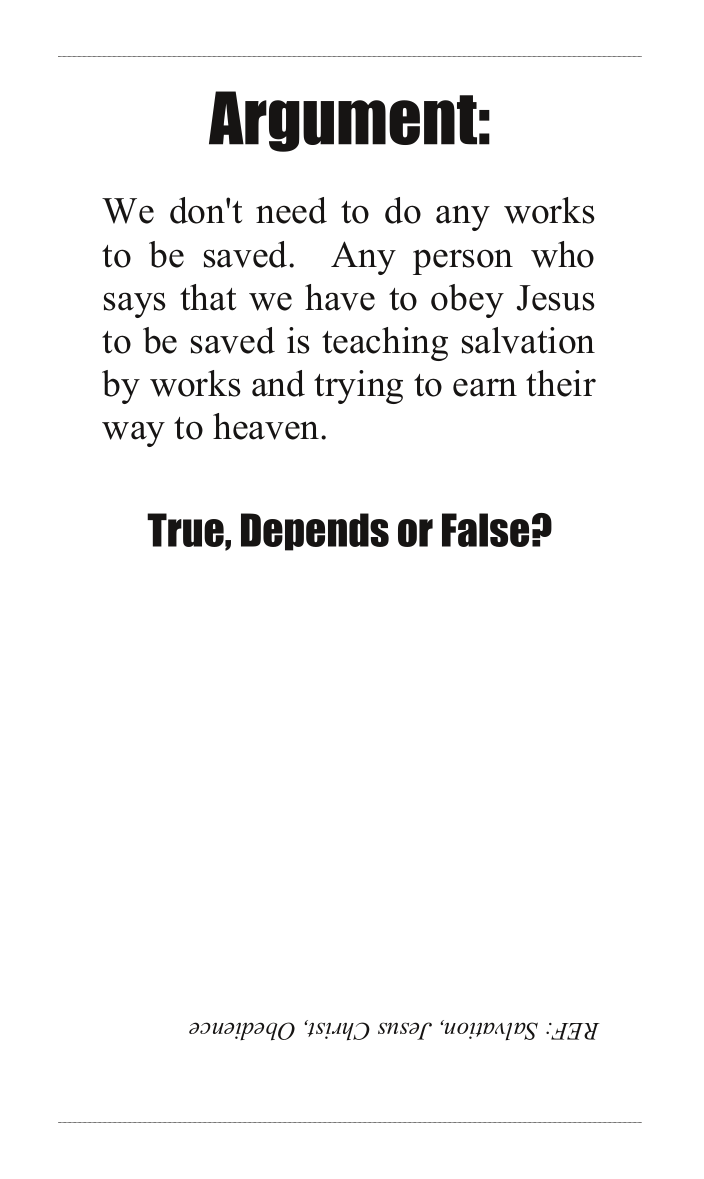 Argument:
We don't need to do any works
to be saved.  Any person who
says that we have to obey Jesus
to be saved is teaching salvation
by works and trying to earn their
way to heaven.
True, Depends or False?
REF: Salvation, Jesus Christ, Obedience